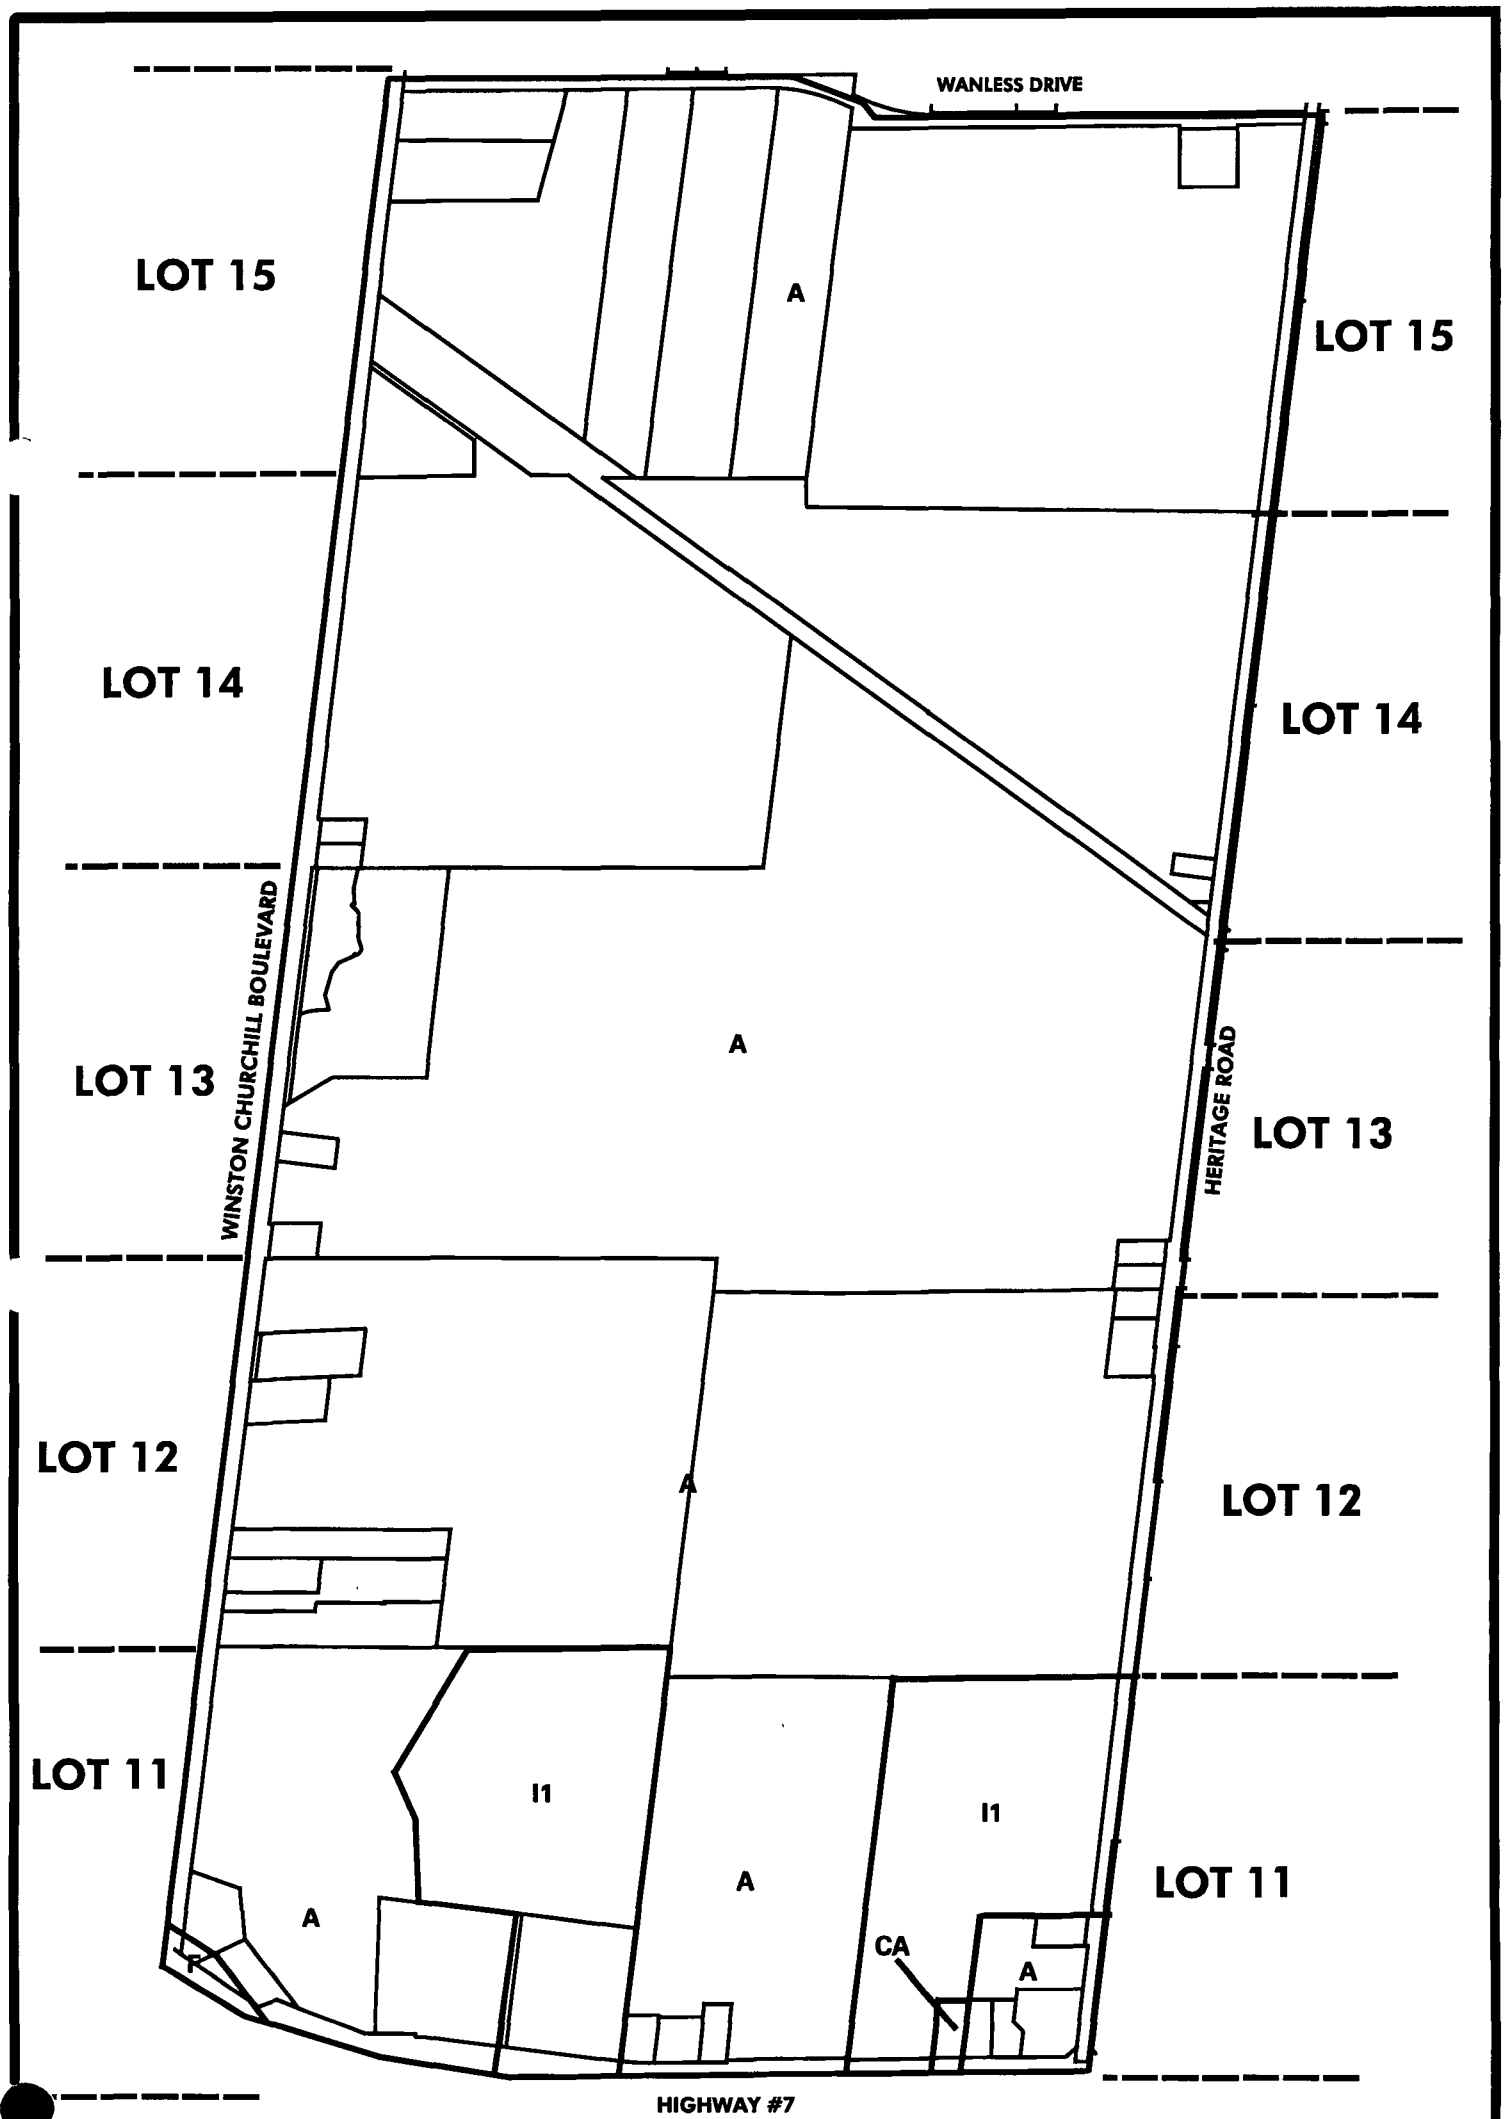 WANLESS DRIVE
LOT 15
A
LOT 15
LOT 14
LOT 14
WINSTON CHURCHILL BOULEVARD
A
HERITAGE ROAD
LOT 13
LOT 13
LOT 12
A
LOT 12
LOT 11
I1
I1
A
LOT 11
A
CA
F
A
HIGHWAY #7